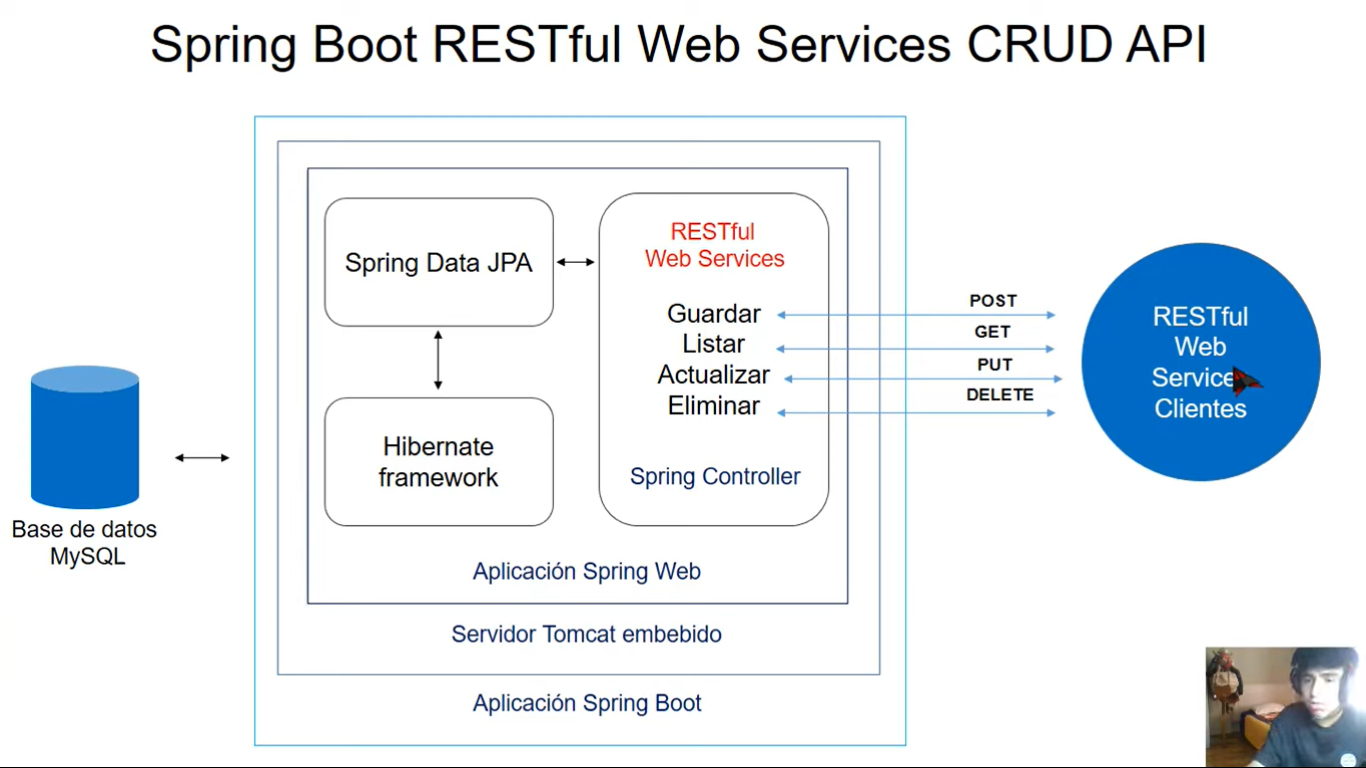 Spring Boot RESTful Web Services CRUD API
Spring Data JPA
RESTful
Web Services
Guardar
Listar
Actualizar
Eliminar
Spring Controller
Hibernate
framework
Aplicación Spring Web
Servidor Tomcat embebido
Aplicación Spring Boot
POST
GET
PUT
DELETE
RESTful
Web
Service
Clientes
Base de datos
MySQL